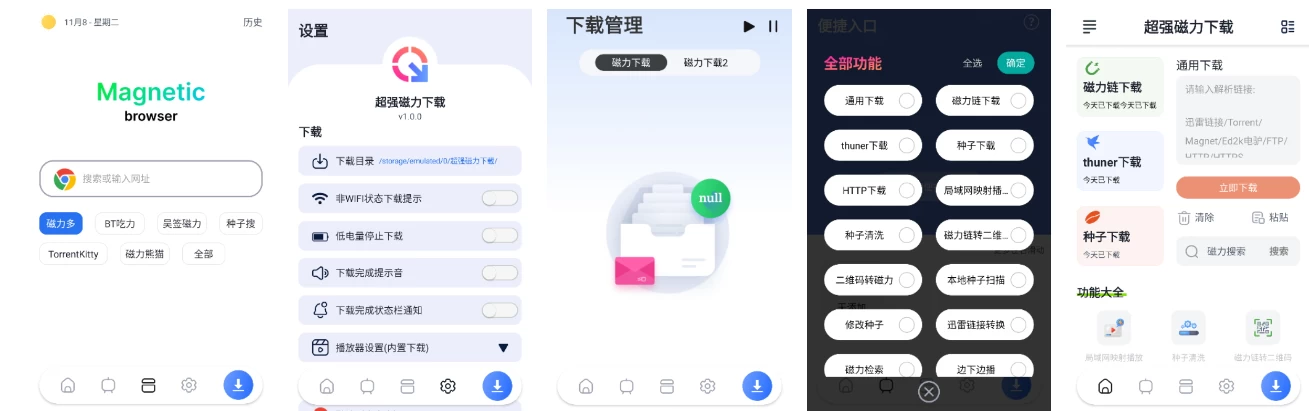 11月8 - 星期二
历史
Magnetic
browser
搜索或输入网址
磁力多
BT吃力
吴签磁力
种子搜
TorrentKitty
磁力熊猫
全部
设置
超强磁力下载
v1.0.0
下载
下载目录 /storage/emulated/0/超强磁力下载/
非WIFI状态下载提示
低电量停止下载
下载完成提示音
下载完成状态栏通知
播放器设置(内置下载)
下载管理
磁力下载
磁力下载2
null
便捷入口
全部功能
全选
确定
通用下载
磁力链下载
thuner下载
种子下载
HTTP下载
局域网映射播...
种子清洗
磁力链转二维...
二维码转磁力
本地种子扫描
修改种子
迅雷链接转换
磁力检索
边下边播
超强磁力下载
磁力链下载
今天已下载今天已下载
thuner下载
今天已下载
种子下载
今天已下载
通用下载
请输入解析链接:
迅雷链接/Torrent/
Magnet/Ed2k电驴/FTP/
HTTP/HTTPS
立即下载
清除
粘贴
磁力搜索
搜索
功能大全
局域网映射播放
种子清洗
磁力链转二维码